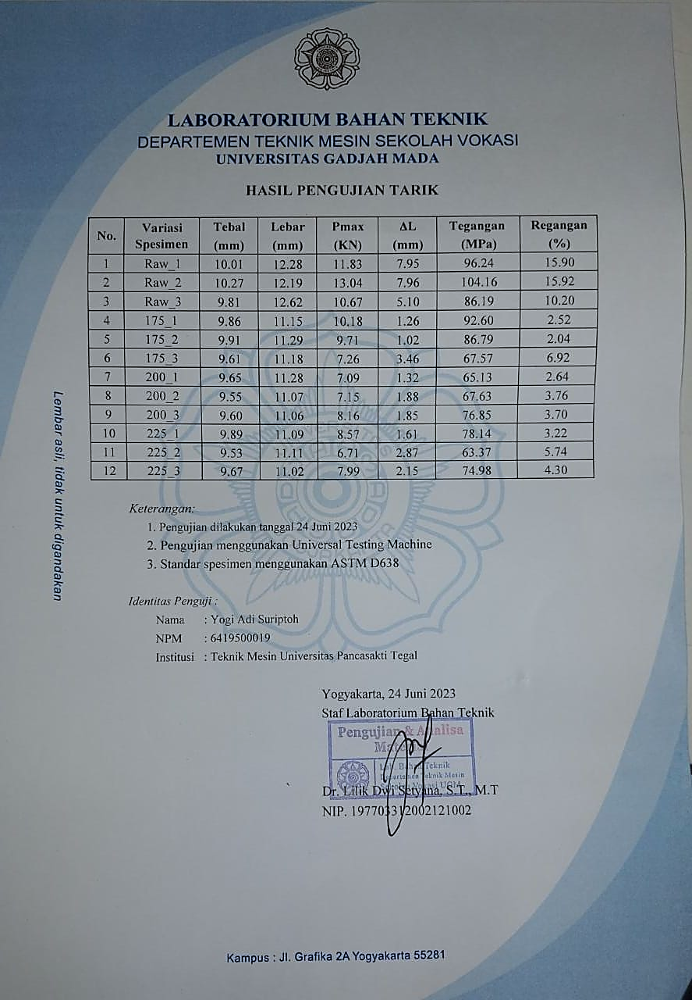 LABORATORIUM BAHAN TEKNIK
DEPARTEMEN TEKNIK MESIN SEKOLAH VOKASI
UNIVERSITAS GADJAH MADA
HASIL PENGUJIAN TARIK
No. Variasi Spesimen Tebal (mm) Lebar (mm) Pmax (KN) ΔL (mm) Tegangan (MPa) Regangan (%)
1 Raw_1 10.01 12.28 11.83 7.95 96.24 15.90
2 Raw_2 10.27 12.19 13.04 7.96 104.16 15.92
3 Raw_3 9.81 12.62 10.67 5.10 86.19 10.20
4 175_1 9.86 11.15 10.18 1.26 92.60 2.52
5 175_2 9.91 11.29 9.71 1.02 86.79 2.04
6 175_3 9.61 11.18 7.26 3.46 67.57 6.92
7 200_1 9.65 11.28 7.09 1.32 65.13 2.64
8 200_2 9.55 11.07 7.15 1.88 67.63 3.76
9 200_3 9.60 11.06 8.16 1.85 76.85 3.70
10 225_1 9.89 11.09 8.57 1.61 78.14 3.22
11 225_2 9.53 11.11 6.71 2.87 63.37 5.74
12 225_3 9.67 11.02 7.99 2.15 74.98 4.30
Lembar asli, tidak untuk digandakan
Keterangan:
1. Pengujian dilakukan tanggal 24 Juni 2023
2. Pengujian menggunakan Universal Testing Machine
3. Standar spesimen menggunakan ASTM D638
Identitas Penguji :
Nama : Yogi Adi Suriptoh
NPM : 6419500019
Institusi : Teknik Mesin Universitas Pancasakti Tegal
Yogyakarta, 24 Juni 2023
Staf Laboratorium Bahan Teknik
Pengujian & Analisa
Lab. Bahan Teknik
Departemen Teknik Mesin
Sekolah Vokasi UGM
Dr. Lilik Dwi Setyana, S.T., M.T
NIP. 197703312002121002
Kampus : Jl. Grafika 2A Yogyakarta 55281